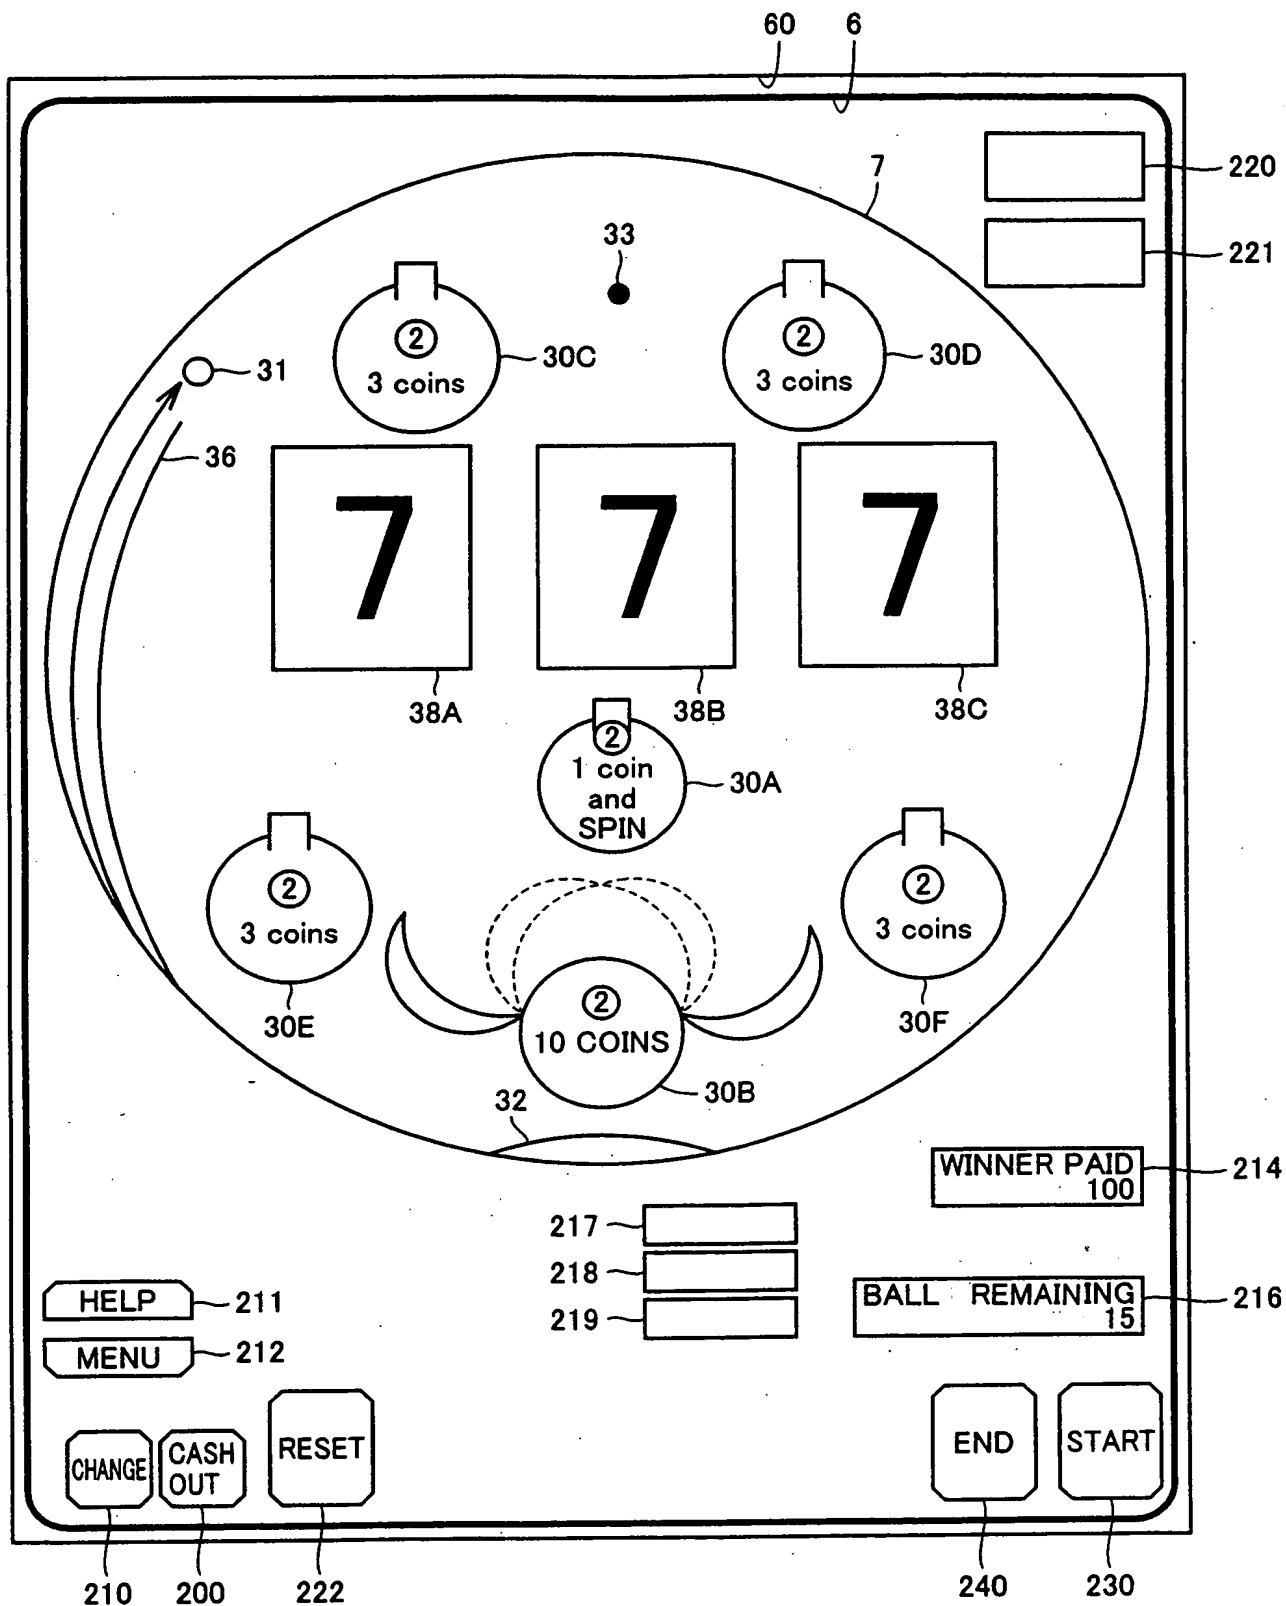 60 6
220
7
221
33
2
3 coins
30C
2
3 coins
30D
31
36
7 7 7
38A 38B 38C
2
1 coin
and
SPIN
30A
2
3 coins
30E
2
3 coins
30F
2
10 COINS
30B
32
WINNER PAID
100
214
217
218
219
BALL REMAINING
15
216
HELP 211
MENU 212
CHANGE
CASH
OUT
RESET
END
START
210 200 222 240 230